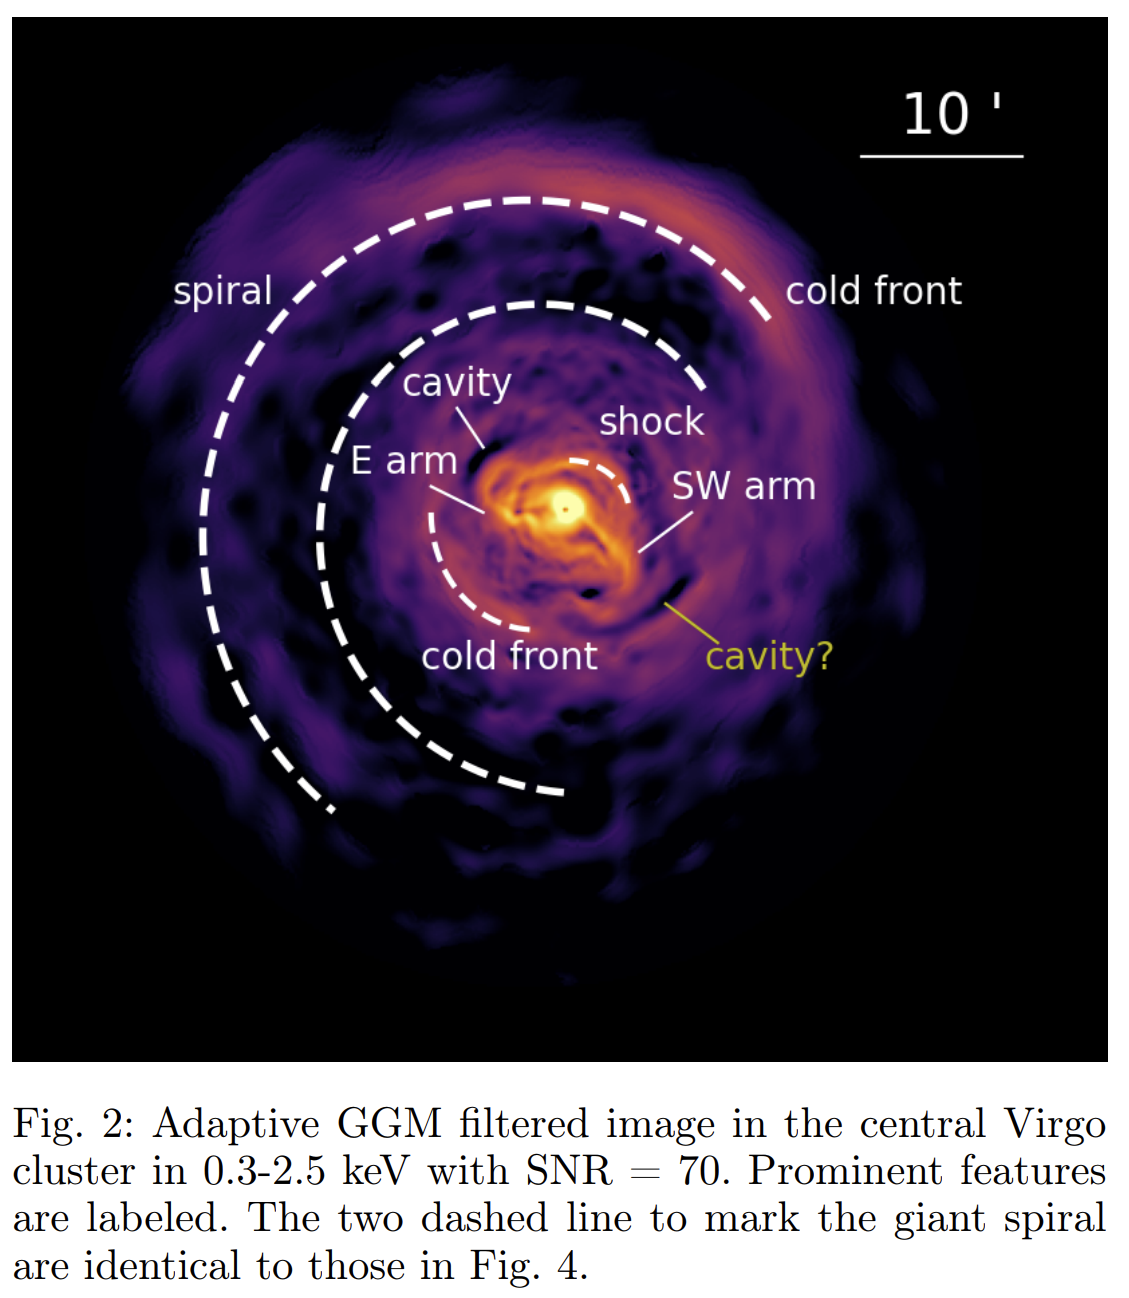 10 '
spiral
cold front
cavity
shock
E arm
SW arm
cold front
cavity?
Fig. 2: Adaptive GGM filtered image in the central Virgo
cluster in 0.3-2.5 keV with SNR = 70. Prominent features
are labeled. The two dashed line to mark the giant spiral
are identical to those in Fig. 4.